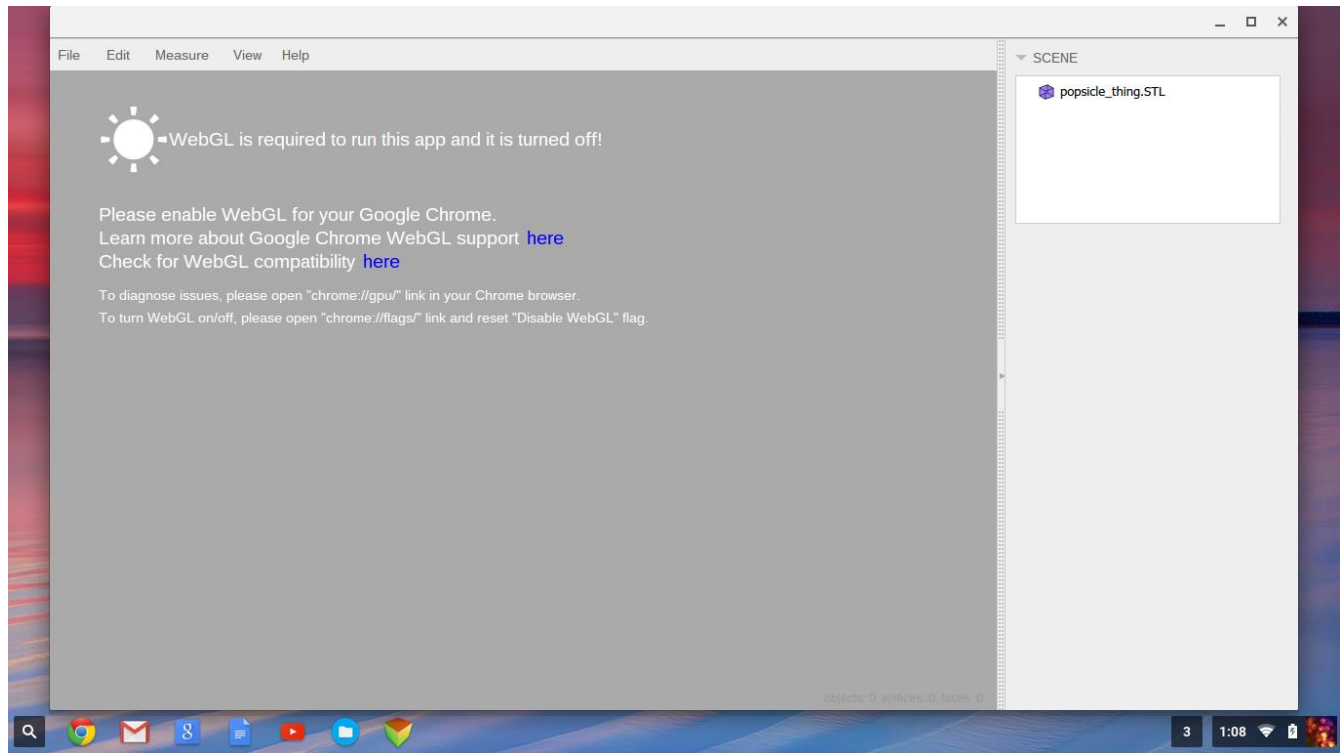 File Edit Measure View Help
SCENE
popsicle_thing.STL
WebGL is required to run this app and it is turned off!
Please enable WebGL for your Google Chrome.
Learn more about Google Chrome WebGL support here
Check for WebGL compatibility here
To diagnose issues, please open "chrome://gpu/" link in your Chrome browser.
To turn WebGL on/off, please open "chrome://flags/" link and reset "Disable WebGL" flag.
objects: 0, vertices: 0, faces: 0
8
3 1:08